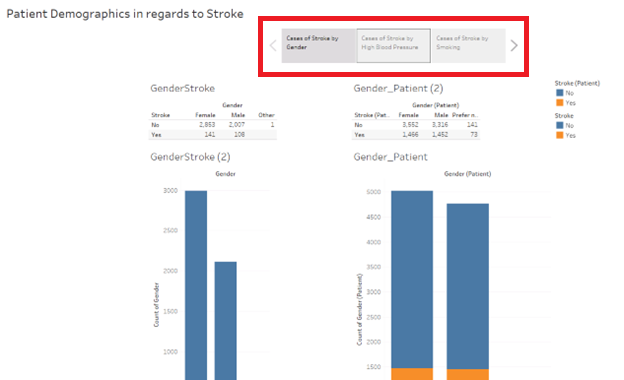 Patient Demographics in regards to Stroke
Cases of Stroke by
Gender
Cases of Stroke by
High Blood Pressure
Cases of Stroke by
Smoking
GenderStroke
Gender
Stroke Female Male Other
No 2,853 2,007 1
Yes 141 108
Gender_Patient (2)
Gender (Patient)
Stroke (Pat.. Female Male Prefer n..
No 3,552 3,316 141
Yes 1,466 1,452 73
Stroke (Patient)
No
Yes
Stroke
No
Yes
GenderStroke (2)
Gender
3000
2500
2000
1500
1000
Count of Gender
Gender_Patient
Gender (Patient)
5000
4500
4000
3500
3000
2500
2000
1500
Count of Gender (Patient)